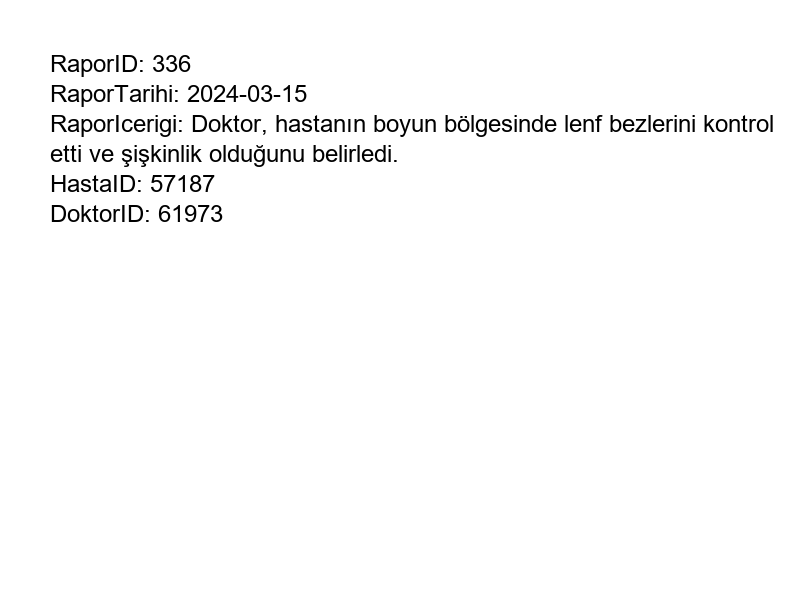 RaporID: 336
RaporTarihi: 2024-03-15
RaporIcerigi: Doktor, hastanın boyun bölgesinde lenf bezlerini kontrol
etti ve şişkinlik olduğunu belirledi.
HastaID: 57187
DoktorID: 61973